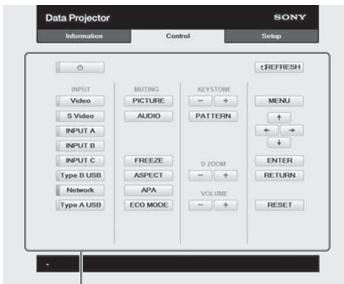 Data Projector
SONY
Information
Control
Setup
REFRESH
INPUT
MUTING
KEYSTONE
Video
PICTURE
- +
MENU
S Video
AUDIO
PATTERN
INPUT A
INPUT B
INPUT C
FREEZE
D ZOOM
ENTER
Type B USB
ASPECT
- +
RETURN
Network
APA
VOLUME
Type A USB
ECO MODE
- +
RESET